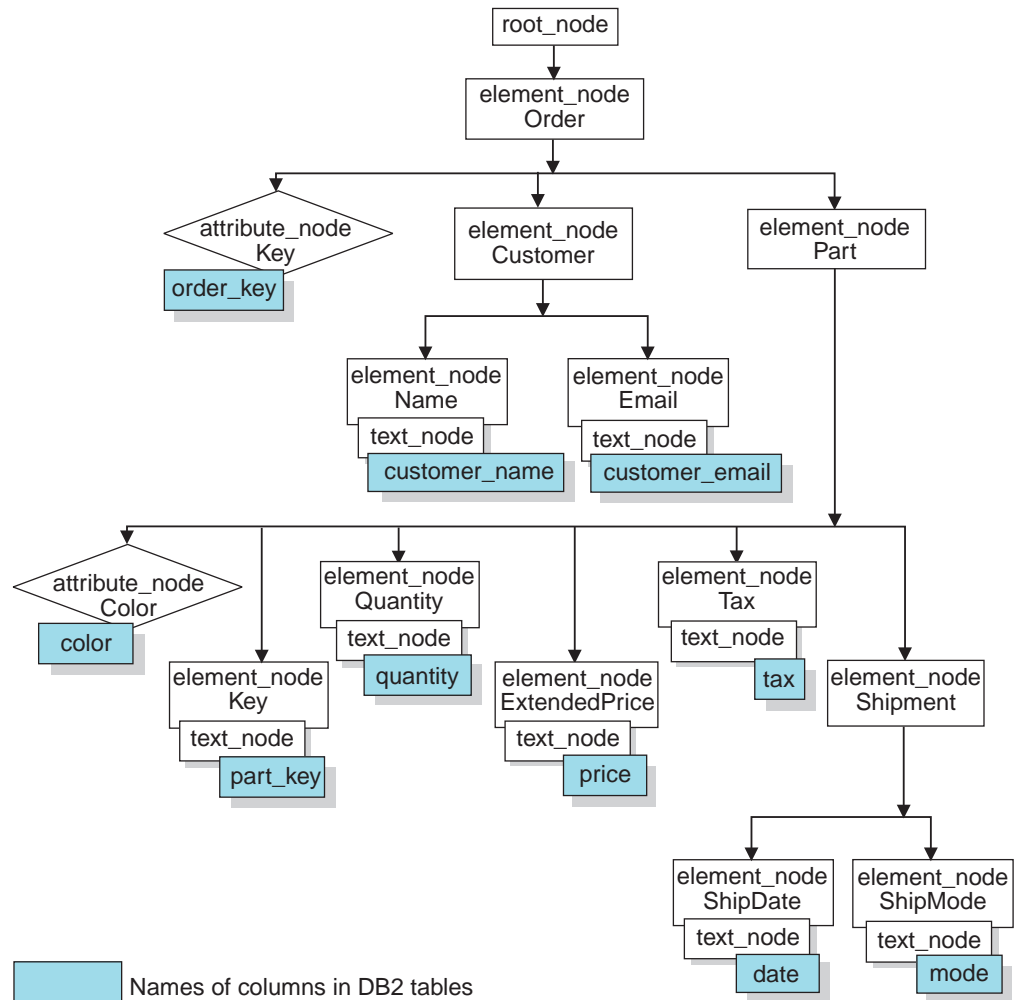 root_node
element_node
Order
attribute_node
Key
order_key
element_node
Customer
element_node
Part
element_node
Name
text_node
customer_name
element_node
Email
text_node
customer_email
attribute_node
Color
color
element_node
Key
text_node
part_key
element_node
Quantity
text_node
quantity
element_node
ExtendedPrice
text_node
price
element_node
Tax
text_node
tax
element_node
Shipment
element_node
ShipDate
text_node
date
element_node
ShipMode
text_node
mode
Names of columns in DB2 tables